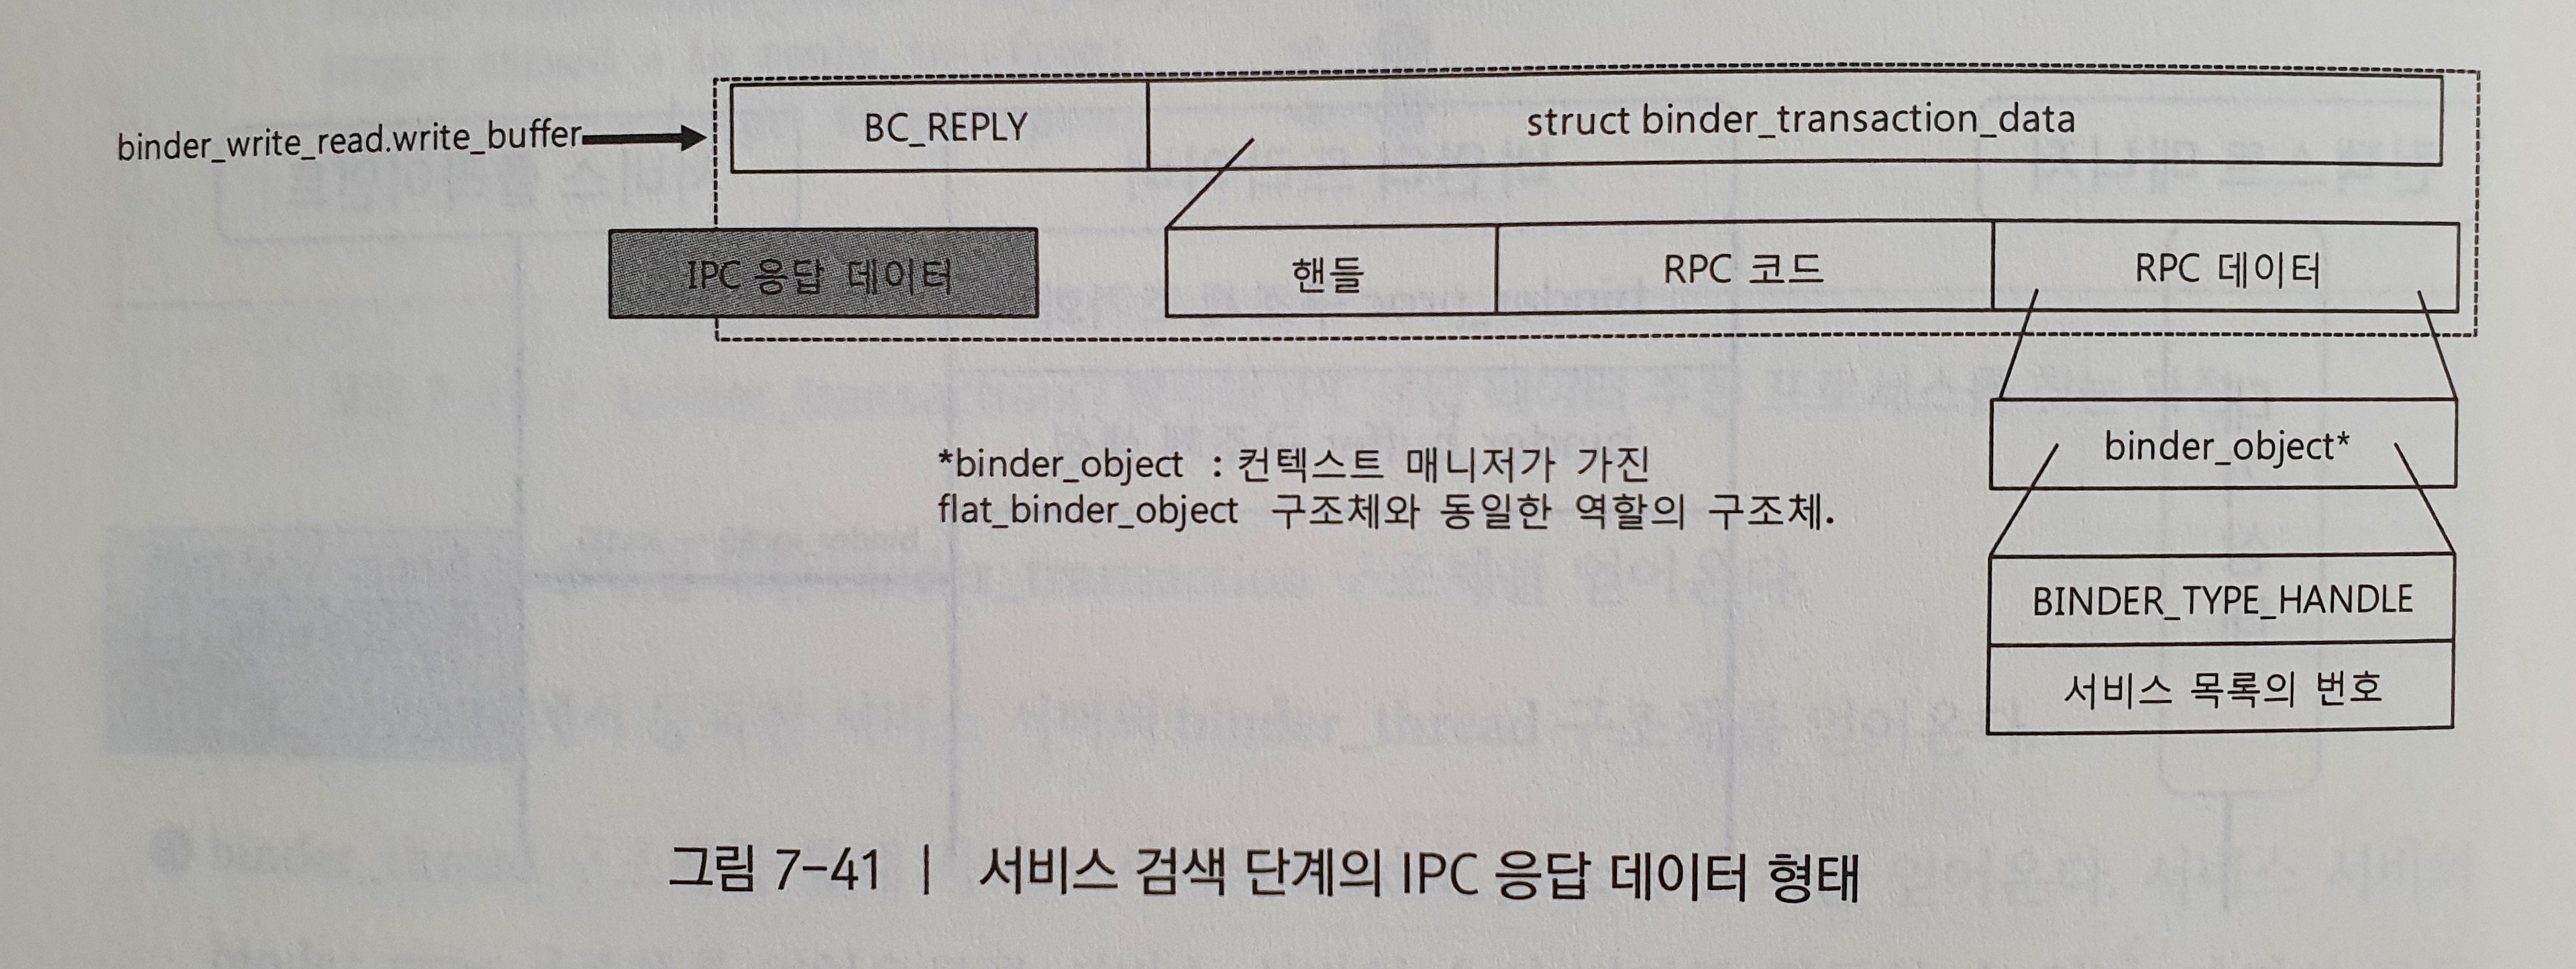 binder_write_read.write_buffer
BC_REPLY
struct binder_transaction_data
IPC 응답 데이터
핸들
RPC 코드
RPC 데이터
binder_object*
*binder_object : 컨텍스트 매니저가 가진
flat_binder_object 구조체와 동일한 역할의 구조체.
BINDER_TYPE_HANDLE
서비스 목록의 번호
그림 7-41 | 서비스 검색 단계의 IPC 응답 데이터 형태